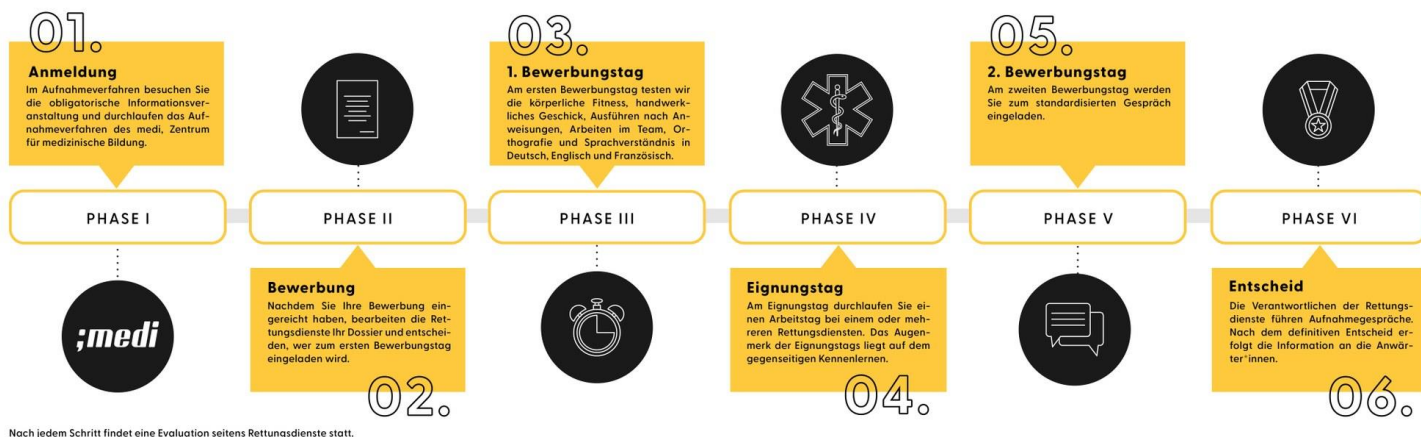 01.
Anmeldung
Im Aufnahmeverfahren besuchen Sie
die obligatorische Informationsver-
anstaltung und durchlaufen das Auf-
nahmeverfahren des medi, Zentrum
für medizinische Bildung.
03.
1. Bewerbungstag
Am ersten Bewerbungstag testen wir
die körperliche Fitness, handwerk-
liches Geschick, Ausführen nach An-
weisungen, Arbeiten im Team, Or-
thografie und Sprachverständnis in
Deutsch, Englisch und Französisch.
05.
2. Bewerbungstag
Am zweiten Bewerbungstag werden
Sie zum standardisierten Gespräch
eingeladen.
PHASE I
PHASE II
PHASE III
PHASE IV
PHASE V
PHASE VI
;medi
Bewerbung
Nachdem Sie Ihre Bewerbung ein-
gereicht haben, bearbeiten die Ret-
tungsdienste Ihr Dossier und entschei-
den, wer zum ersten Bewerbungstag
eingeladen wird.
02.
Eignungstag
Am Eignungstag durchlaufen Sie ei-
nen Arbeitstag bei einem oder meh-
reren Rettungsdiensten. Das Augen-
merk der Eignungstags liegt auf dem
gegenseitigen Kennenlernen.
04.
Entscheid
Die Verantwortlichen der Rettungs-
dienste führen Aufnahmegespräche.
Nach dem definitiven Entscheid er-
folgt die Information an die Anwär-
ter*innen.
06.
Nach jedem Schritt findet eine Evaluation seitens Rettungsdienste statt.